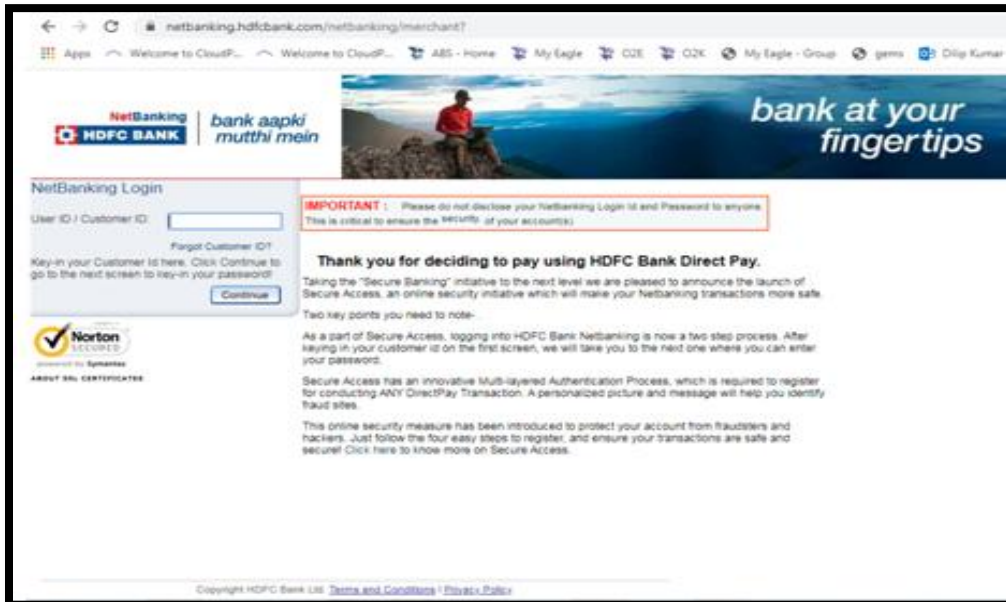 netbanking.hdfcbank.com/netbanking/merchant?
Apps Welcome to CloudP... Welcome to CloudP... ABS - Home My Eagle O2E O2K My Eagle - Group gems Dilip Kumar
NetBanking
HDFC BANK
bank aapki
mutthi mein
bank at your
fingertips
NetBanking Login
User ID / Customer ID:
Forgot Customer ID?
Key-in your Customer Id here. Click Continue to
go to the next screen to key-in your password!
Continue
Norton
SECURED
powered by Symantec
ABOUT SSL CERTIFICATES
IMPORTANT : Please do not disclose your Netbanking Login Id and Password to anyone.
This is critical to ensure the security of your account(s).
Thank you for deciding to pay using HDFC Bank Direct Pay.
Taking the "Secure Banking" initiative to the next level we are pleased to announce the launch of
Secure Access, an online security initiative which will make your Netbanking transactions more safe.
Two key points you need to note-
As a part of Secure Access, logging into HDFC Bank Netbanking is now a two step process. After
keying in your customer id on the first screen, we will take you to the next one where you can enter
your password.
Secure Access has an innovative Multi-layered Authentication Process, which is required to register
for conducting ANY DirectPay Transaction. A personalized picture and message will help you identify
fraud sites.
This online security measure has been introduced to protect your account from fraudsters and
hackers. Just follow the four easy steps to register, and ensure your transactions are safe and
secure! Click here to know more on Secure Access.
Copyright HDFC Bank Ltd. Terms and Conditions | Privacy Policy